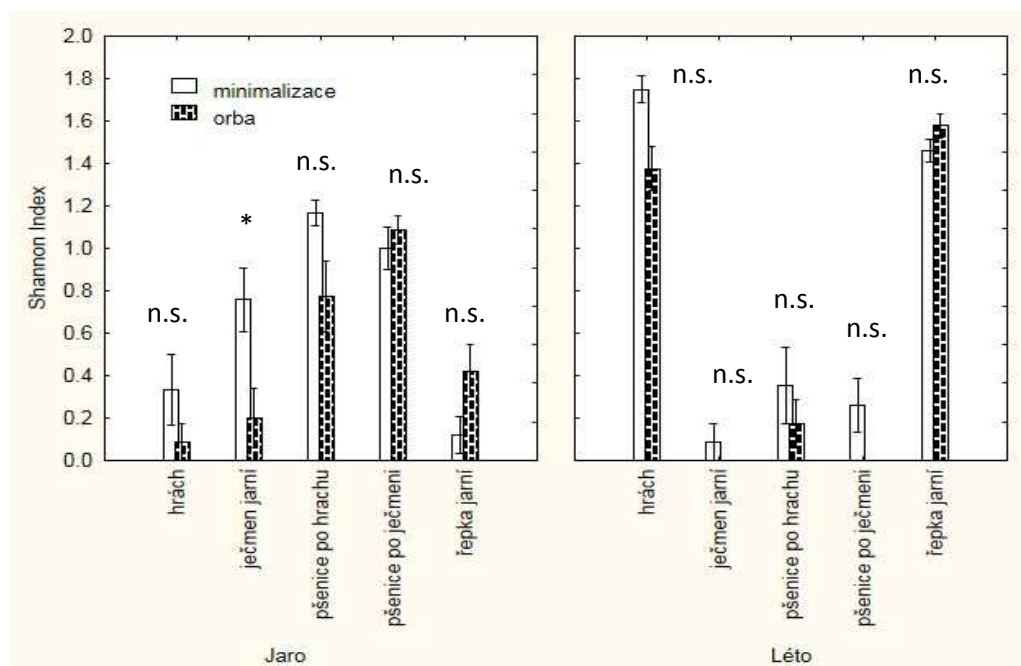 Shannon Index
2.0
1.8
1.6
1.4
1.2
1.0
0.8
0.6
0.4
0.2
0.0
minimalizace
orba
n.s.
*
n.s.
n.s.
n.s.
n.s.
n.s.
n.s.
n.s.
n.s.
hrách
ječmen jarní
pšenice po hrachu
pšenice po ječmeni
řepka jarní
hrách
ječmen jarní
pšenice po hrachu
pšenice po ječmeni
řepka jarní
Jaro
Léto